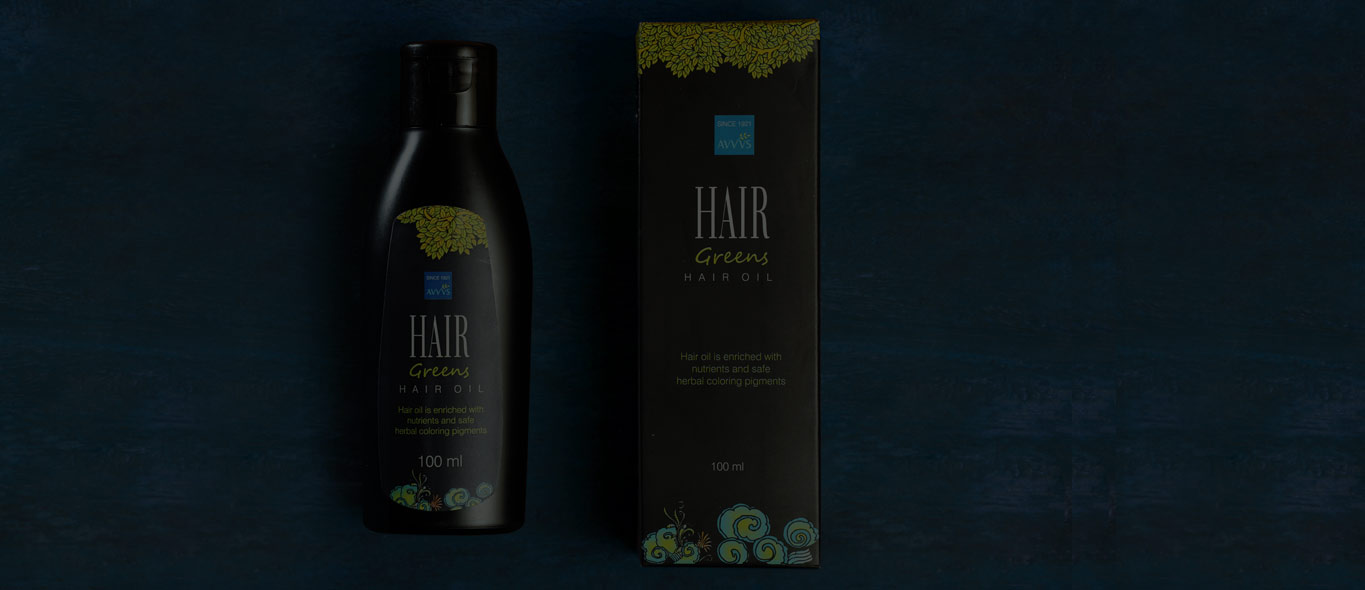 SINCE 1921
AVVYS
HAIR
Greens
HAIR OIL
Hair oil is enriched with
nutrients and safe
herbal coloring pigments
100 ml
SINCE 1921
AVVYS
HAIR
Greens
HAIR OIL
Hair oil is enriched with
nutrients and safe
herbal coloring pigments
100 ml